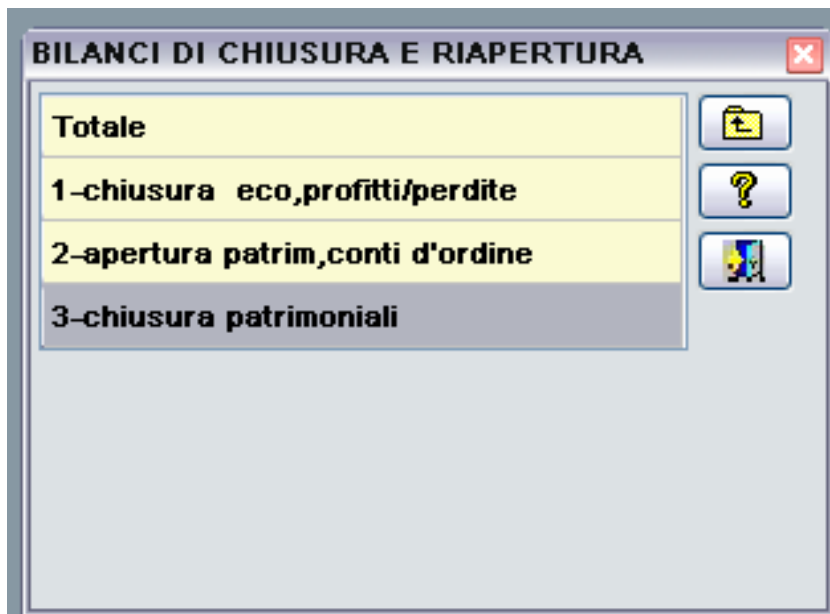 BILANCI DI CHIUSURA E RIAPERTURA
Totale
1-chiusura eco,profitti/perdite
2-apertura patrim,conti d'ordine
3-chiusura patrimoniali